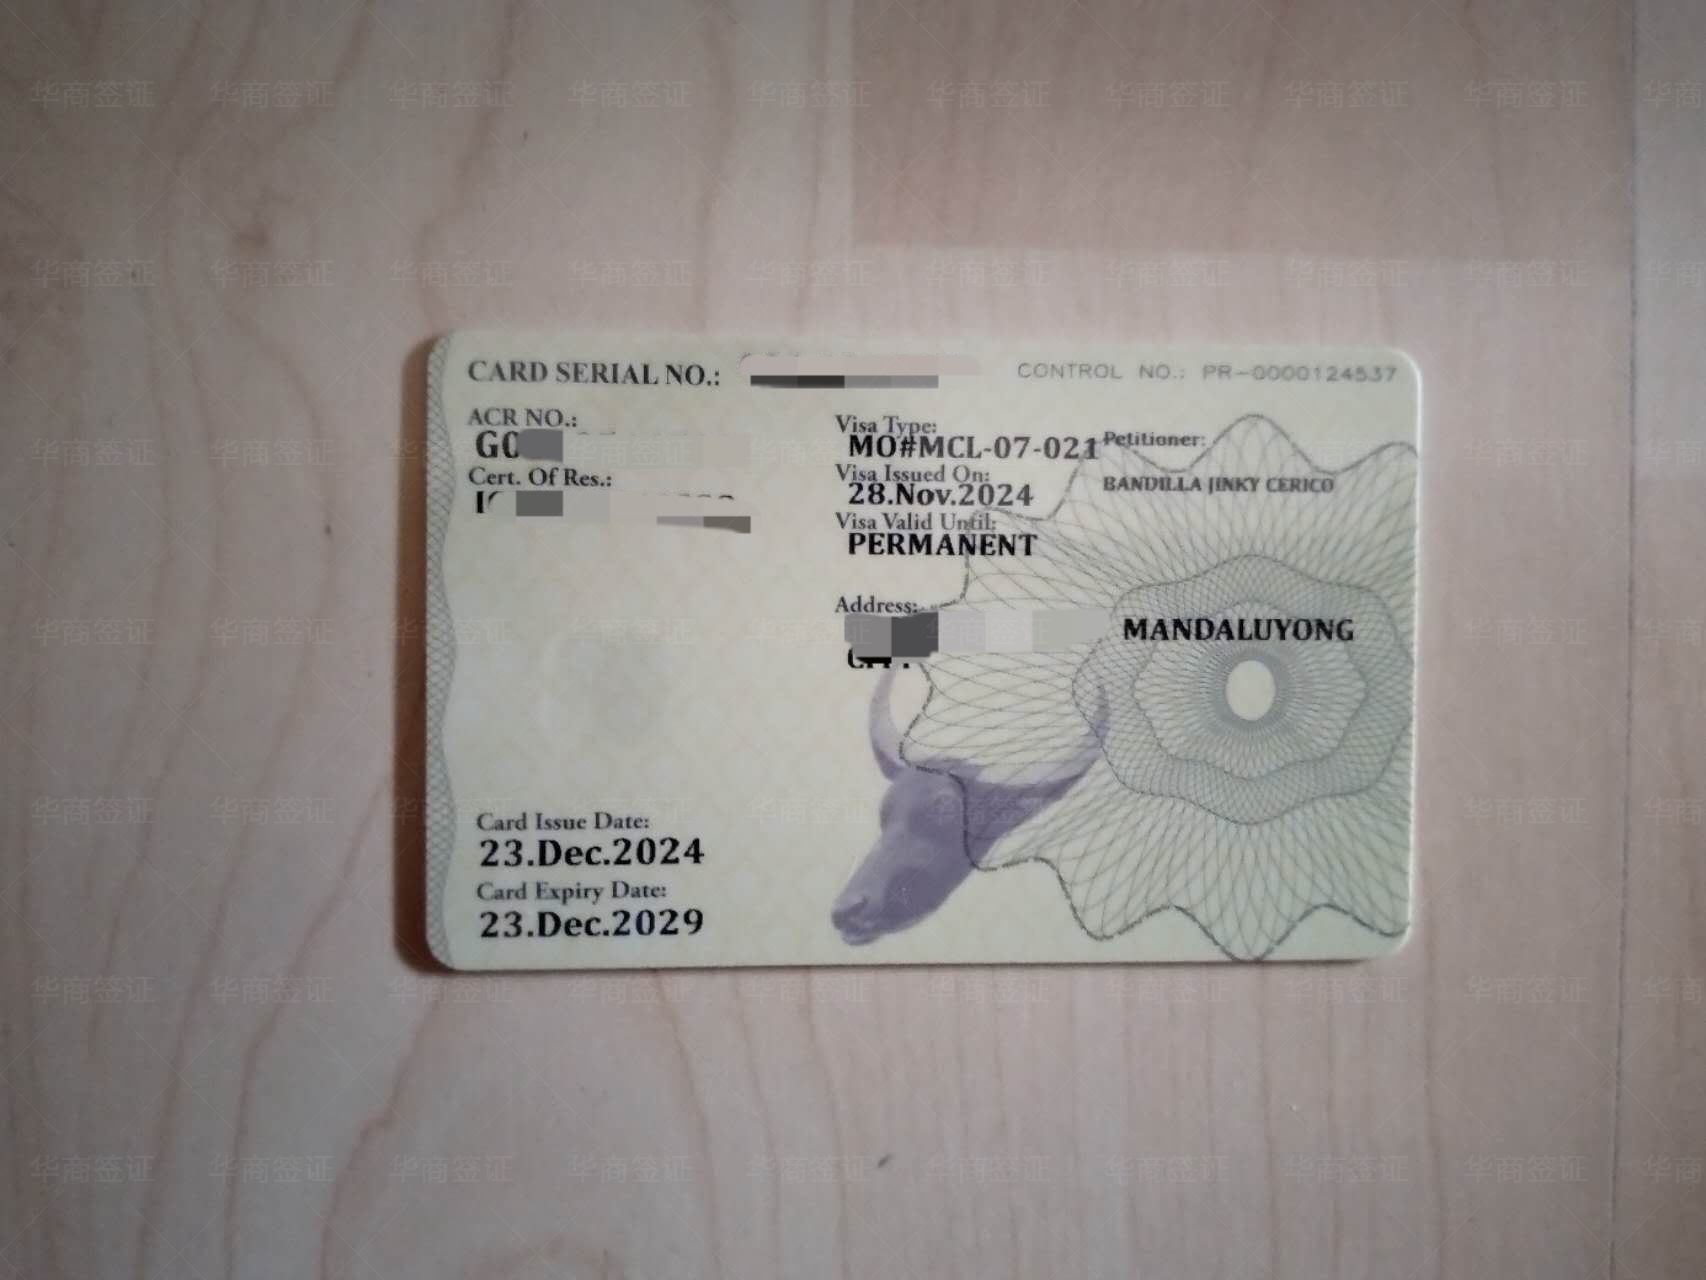 CARD SERIAL NO.:
CONTROL NO.: PR-0000124537
ACR NO.:
G0
Cert. Of Res.:
Visa Type:
MO#MCL-07-021
Visa Issued On:
28.Nov.2024
Visa Valid Until:
PERMANENT
Petitioner:
BANDILLA JINKY CERICO
Address:
MANDALUYONG
Card Issue Date:
23.Dec.2024
Card Expiry Date:
23.Dec.2029
华商签证